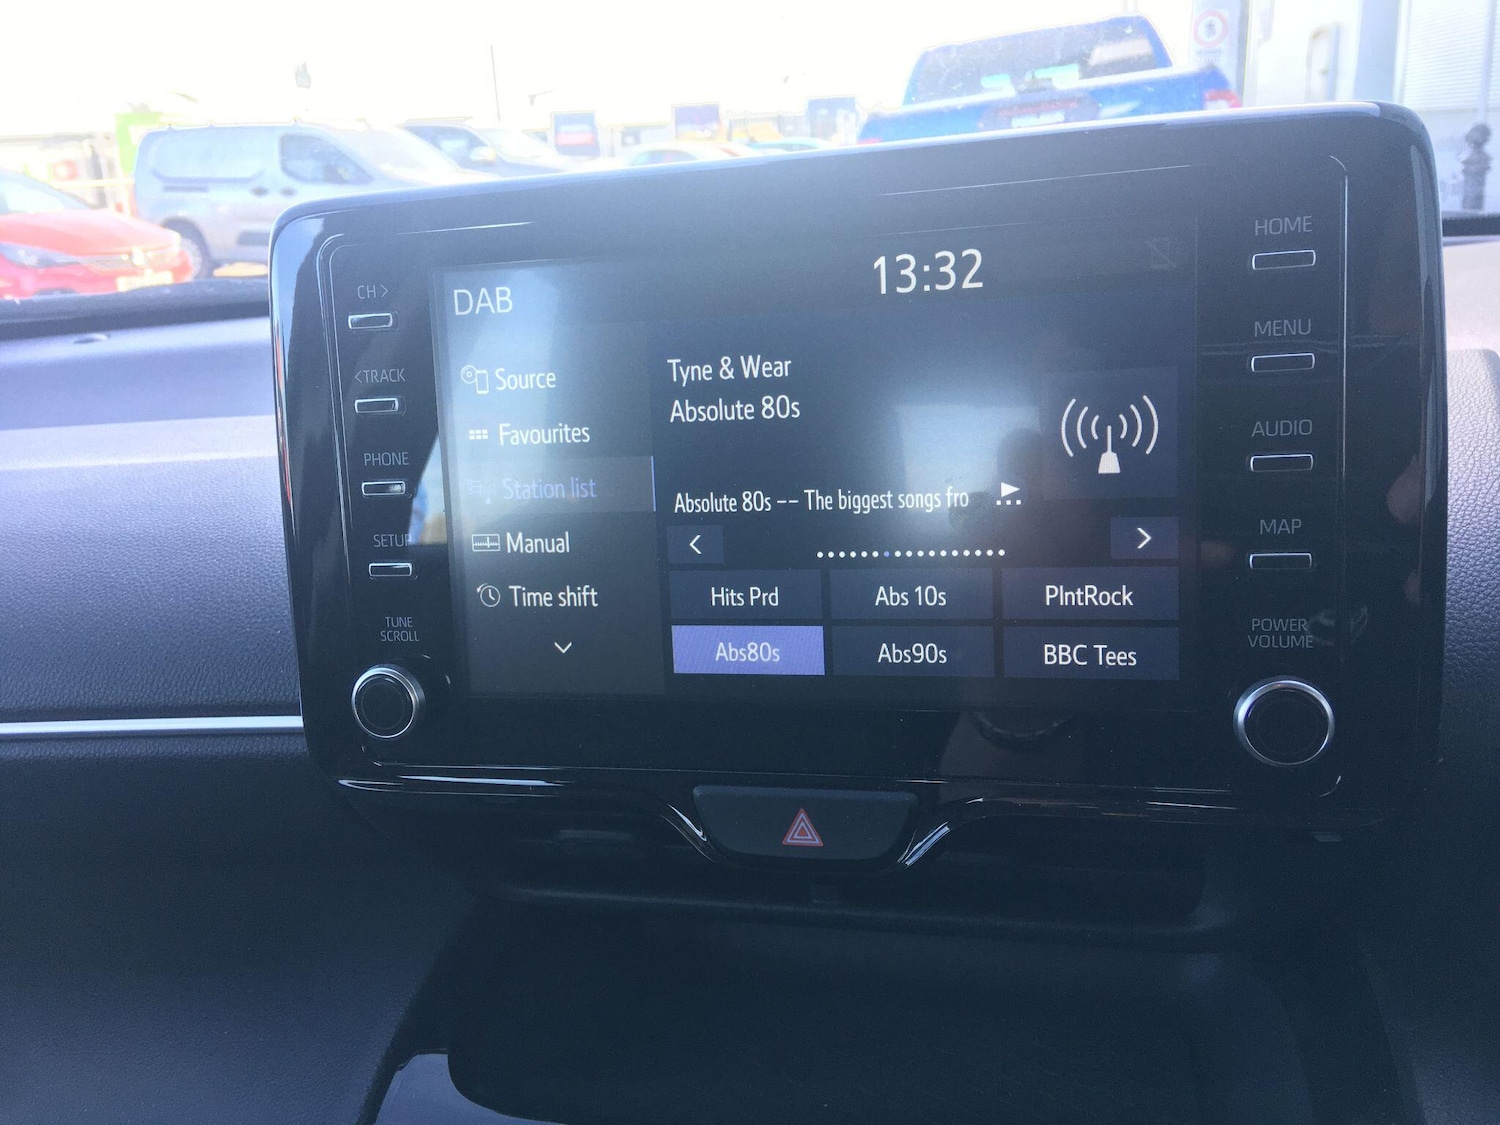 CH>
<TRACK
PHONE
SETUP
TUNE
SCROLL
DAB
13:32
Source
Favourites
Station list
Manual
Time shift
Tyne & Wear
Absolute 80s
Absolute 80s -- The biggest songs fro
Hits Prd
Abs 10s
PlntRock
Abs80s
Abs90s
BBC Tees
HOME
MENU
AUDIO
MAP
POWER
VOLUME